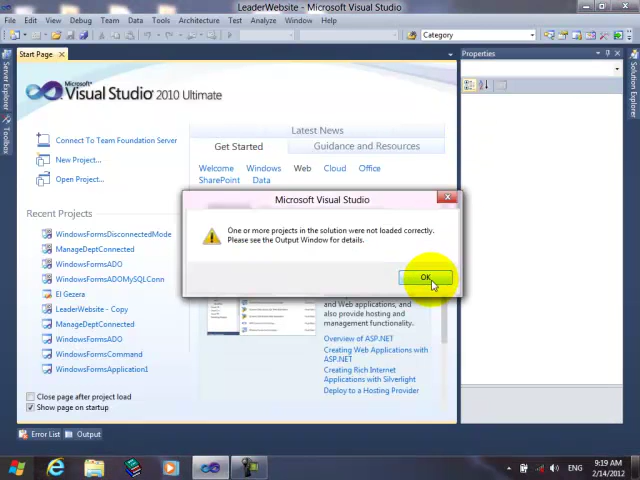 LeaderWebsite - Microsoft Visual Studio
File Edit View Debug Team Data Tools Architecture Test Analyze Window Help
Category
Start Page
Properties
Server Explorer
Toolbox
Solution Explorer
Microsoft
Visual Studio 2010 Ultimate
Connect To Team Foundation Server
New Project...
Open Project...
Recent Projects
WindowsFormsDisconnectedMode
ManageDeptConnected
WindowsFormsADO
WindowsFormsADOMySQLConn
El Gezera
LeaderWebsite - Copy
ManageDeptConnected
WindowsFormsADO
WindowsFormsCommand
WindowsFormsApplication1
Close page after project load
Show page on startup
Latest News
Get Started Guidance and Resources
Welcome Windows Web Cloud Office
SharePoint Data
Microsoft Visual Studio
One or more projects in the solution were not loaded correctly.
Please see the Output Window for details.
OK
and Web applications, and
also provide hosting and
management functionality.
Overview of ASP.NET
Creating Web Applications with
ASP.NET
Creating Rich Internet
Applications with Silverlight
Deploy to a Hosting Provider
Error List Output
ENG
9:19 AM
2/14/2012